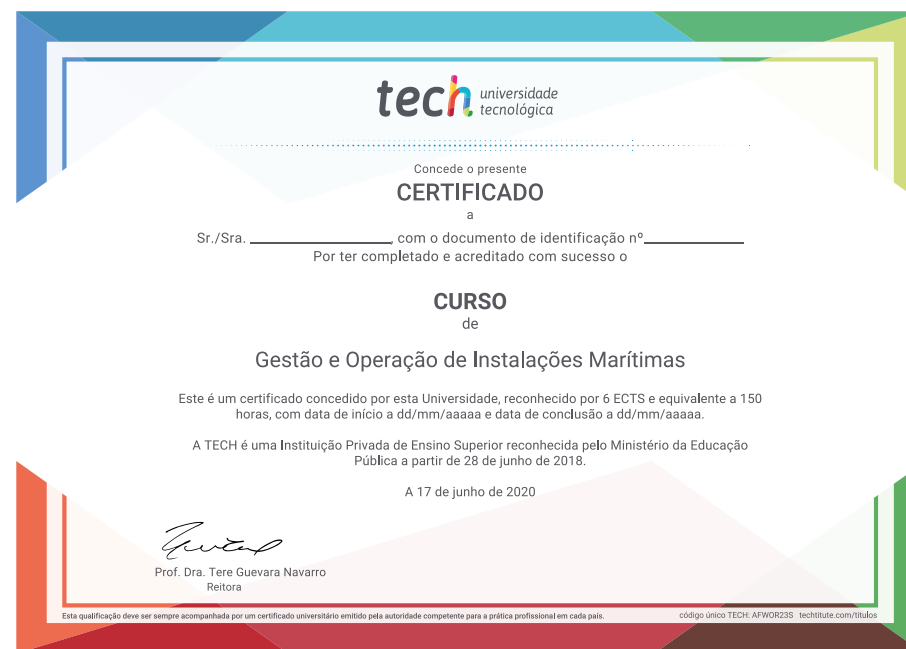 tech universidade
tecnológica
Concede o presente
CERTIFICADO
a
Sr./Sra. ____________________, com o documento de identificação nº______________
Por ter completado e acreditado com sucesso o
CURSO
de
Gestão e Operação de Instalações Marítimas
Este é um certificado concedido por esta Universidade, reconhecido por 6 ECTS e equivalente a 150
horas, com data de início a dd/mm/aaaaa e data de conclusão a dd/mm/aaaaa.
A TECH é uma Instituição Privada de Ensino Superior reconhecida pelo Ministério da Educação
Pública a partir de 28 de junho de 2018.
A 17 de junho de 2020
Prof. Dra. Tere Guevara Navarro
Reitora
Esta qualificação deve ser sempre acompanhada por um certificado universitário emitido pela autoridade competente para a prática profissional em cada país.
código único TECH: AFWOR23S techtitute.com/titulos